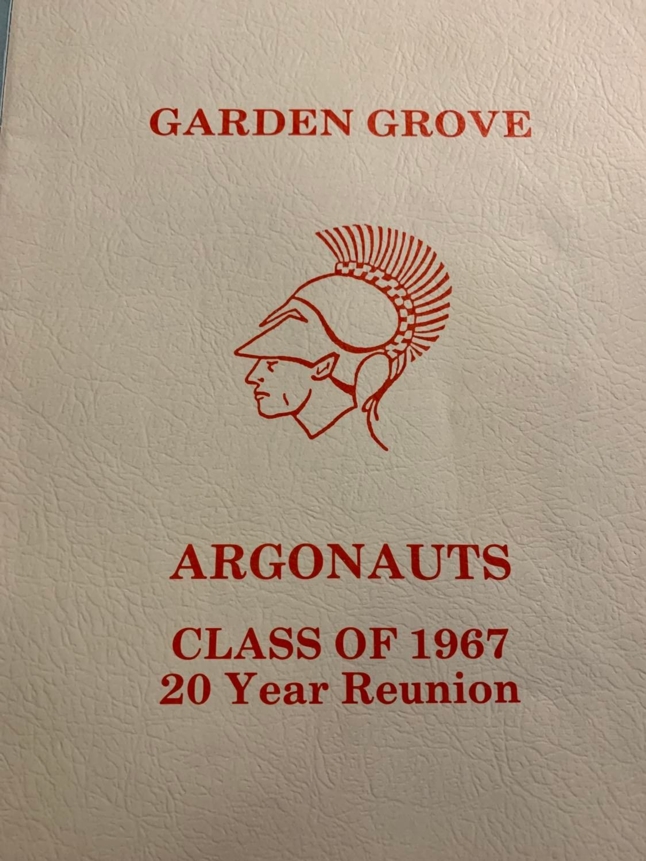 GARDEN GROVE
ARGONAUTS
CLASS OF 1967
20 Year Reunion